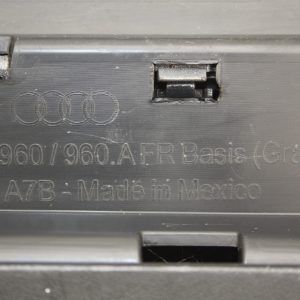 960 / 960.A FR Basis (Gra
A7B - Made in Mexico